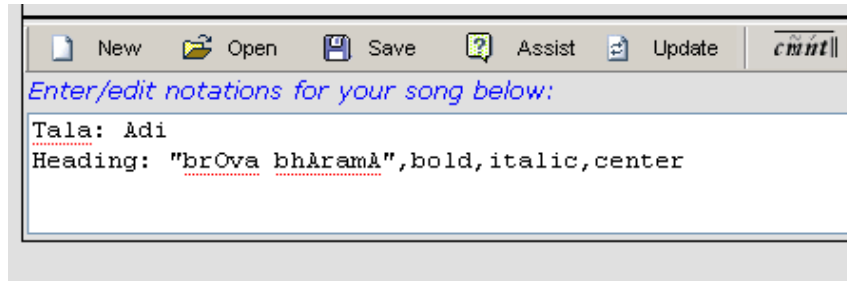 New Open Save Assist Update
Enter/edit notations for your song below:
Tala: Adi
Heading: "brOva bhAramA",bold,italic,center